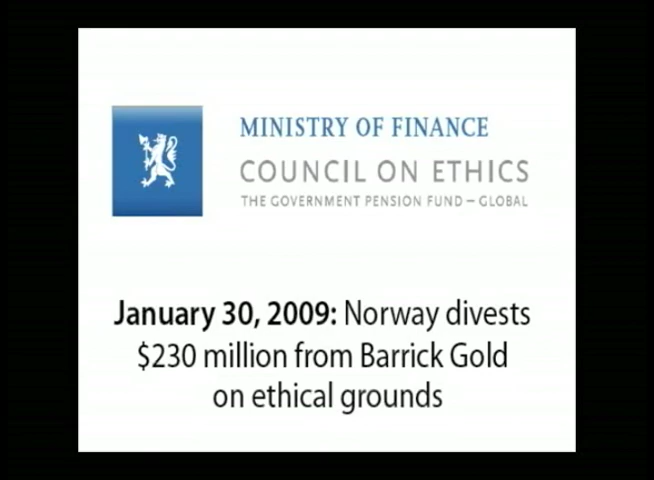 MINISTRY OF FINANCE
COUNCIL ON ETHICS
THE GOVERNMENT PENSION FUND — GLOBAL
January 30, 2009: Norway divests
$230 million from Barrick Gold
on ethical grounds